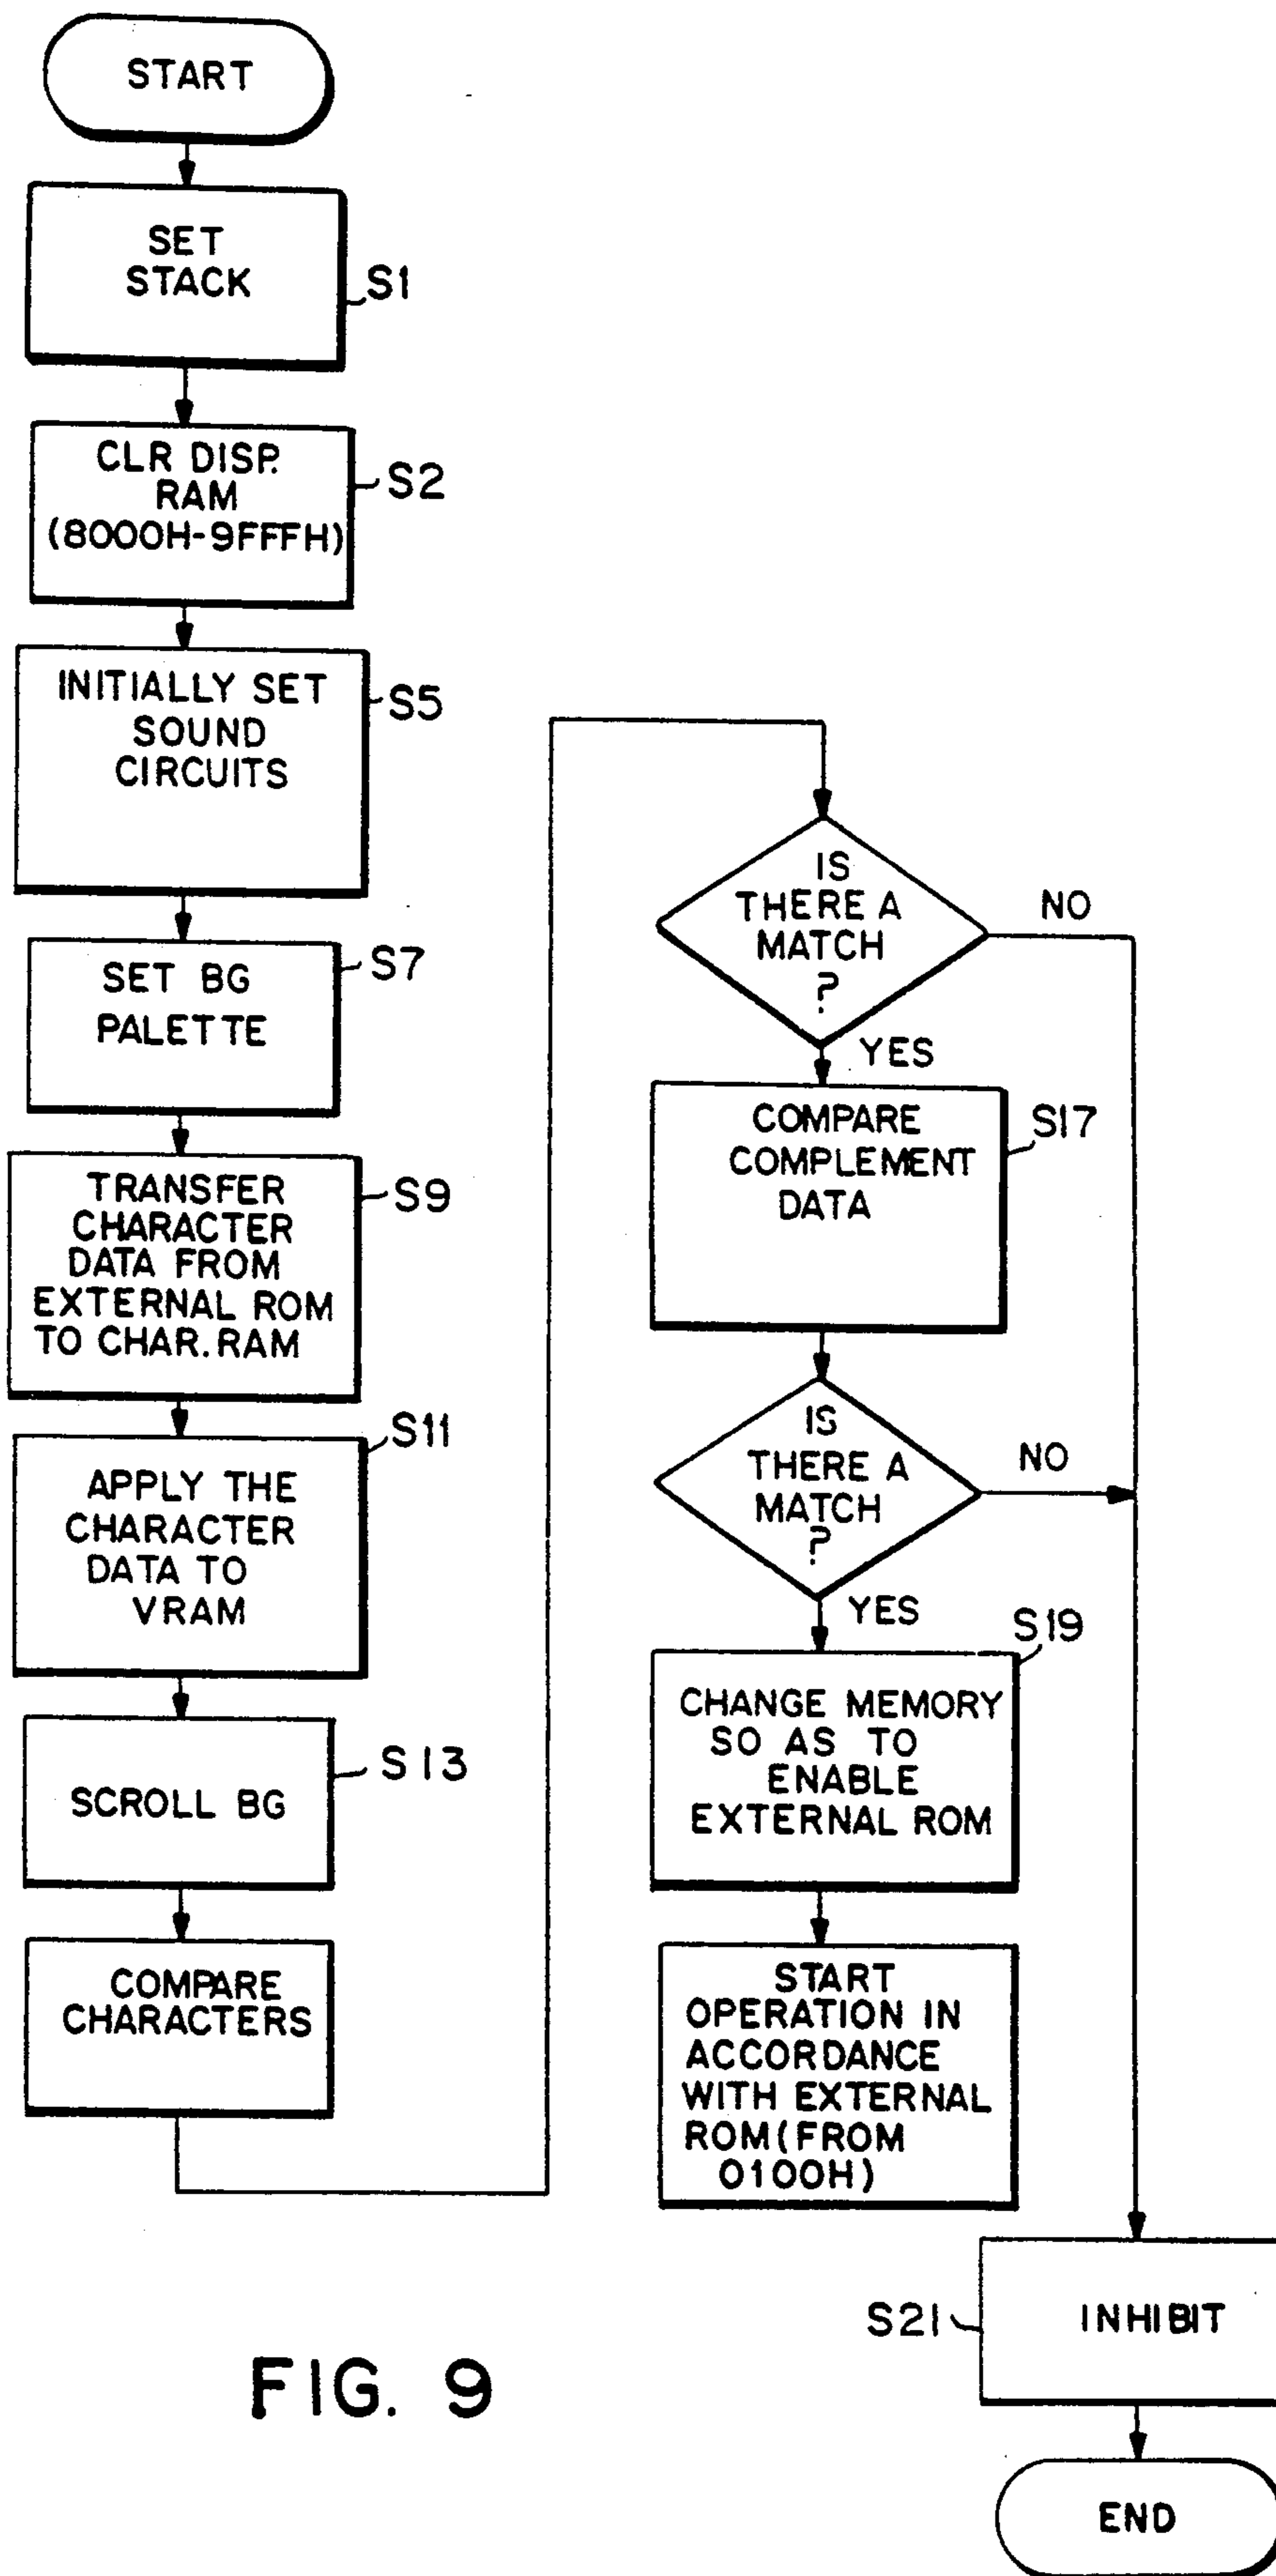 START
SET
STACK
S1
CLR DISP.
RAM
(8000H-9FFFH)
S2
INITIALLY SET
SOUND
CIRCUITS
S5
SET BG
PALETTE
S7
TRANSFER
CHARACTER
DATA FROM
EXTERNAL ROM
TO CHAR. RAM
S9
APPLY THE
CHARACTER
DATA TO
VRAM
S11
SCROLL BG
S13
COMPARE
CHARACTERS
IS
THERE A
MATCH
?
NO
YES
COMPARE
COMPLEMENT
DATA
S17
IS
THERE A
MATCH
?
NO
YES
CHANGE MEMORY
SO AS TO
ENABLE
EXTERNAL ROM
S19
START
OPERATION IN
ACCORDANCE
WITH EXTERNAL
ROM (FROM
0100H)
S21
INHIBIT
END
FIG. 9